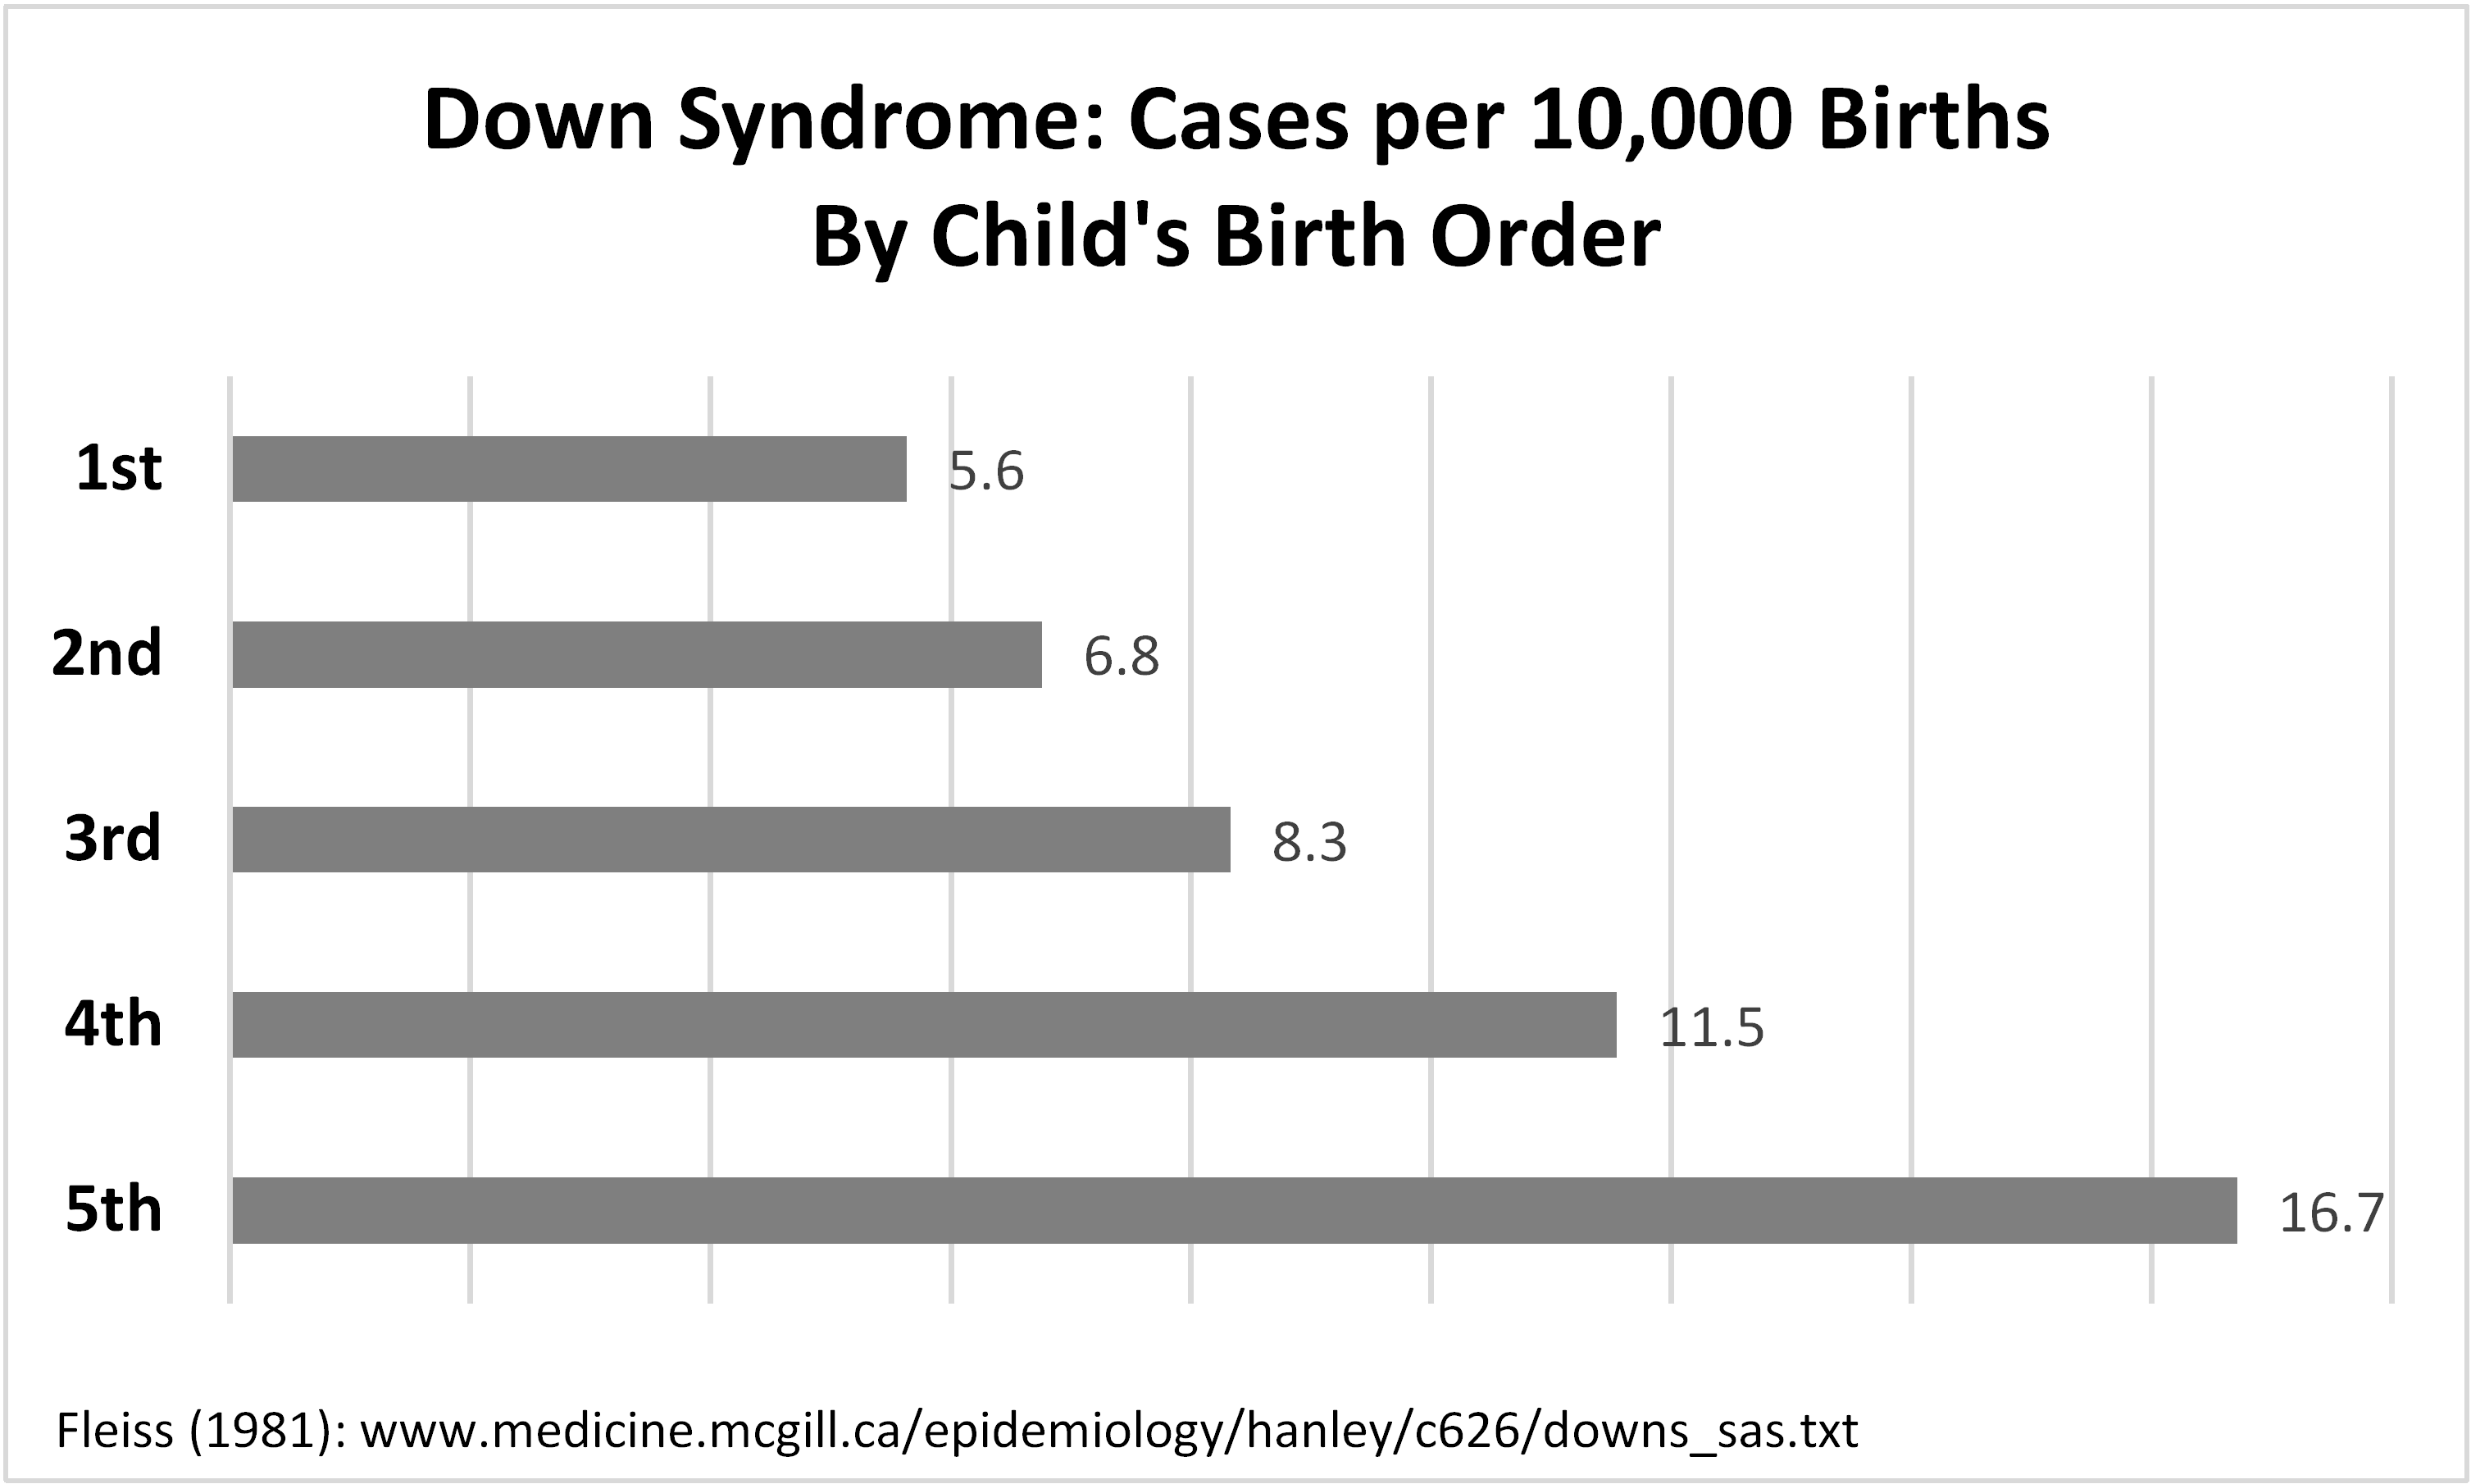 Down Syndrome: Cases per 10,000 Births
By Child's Birth Order
1st 5.6
2nd 6.8
3rd 8.3
4th 11.5
5th 16.7
Fleiss (1981): www.medicine.mcgill.ca/epidemiology/hanley/c626/downs_sas.txt